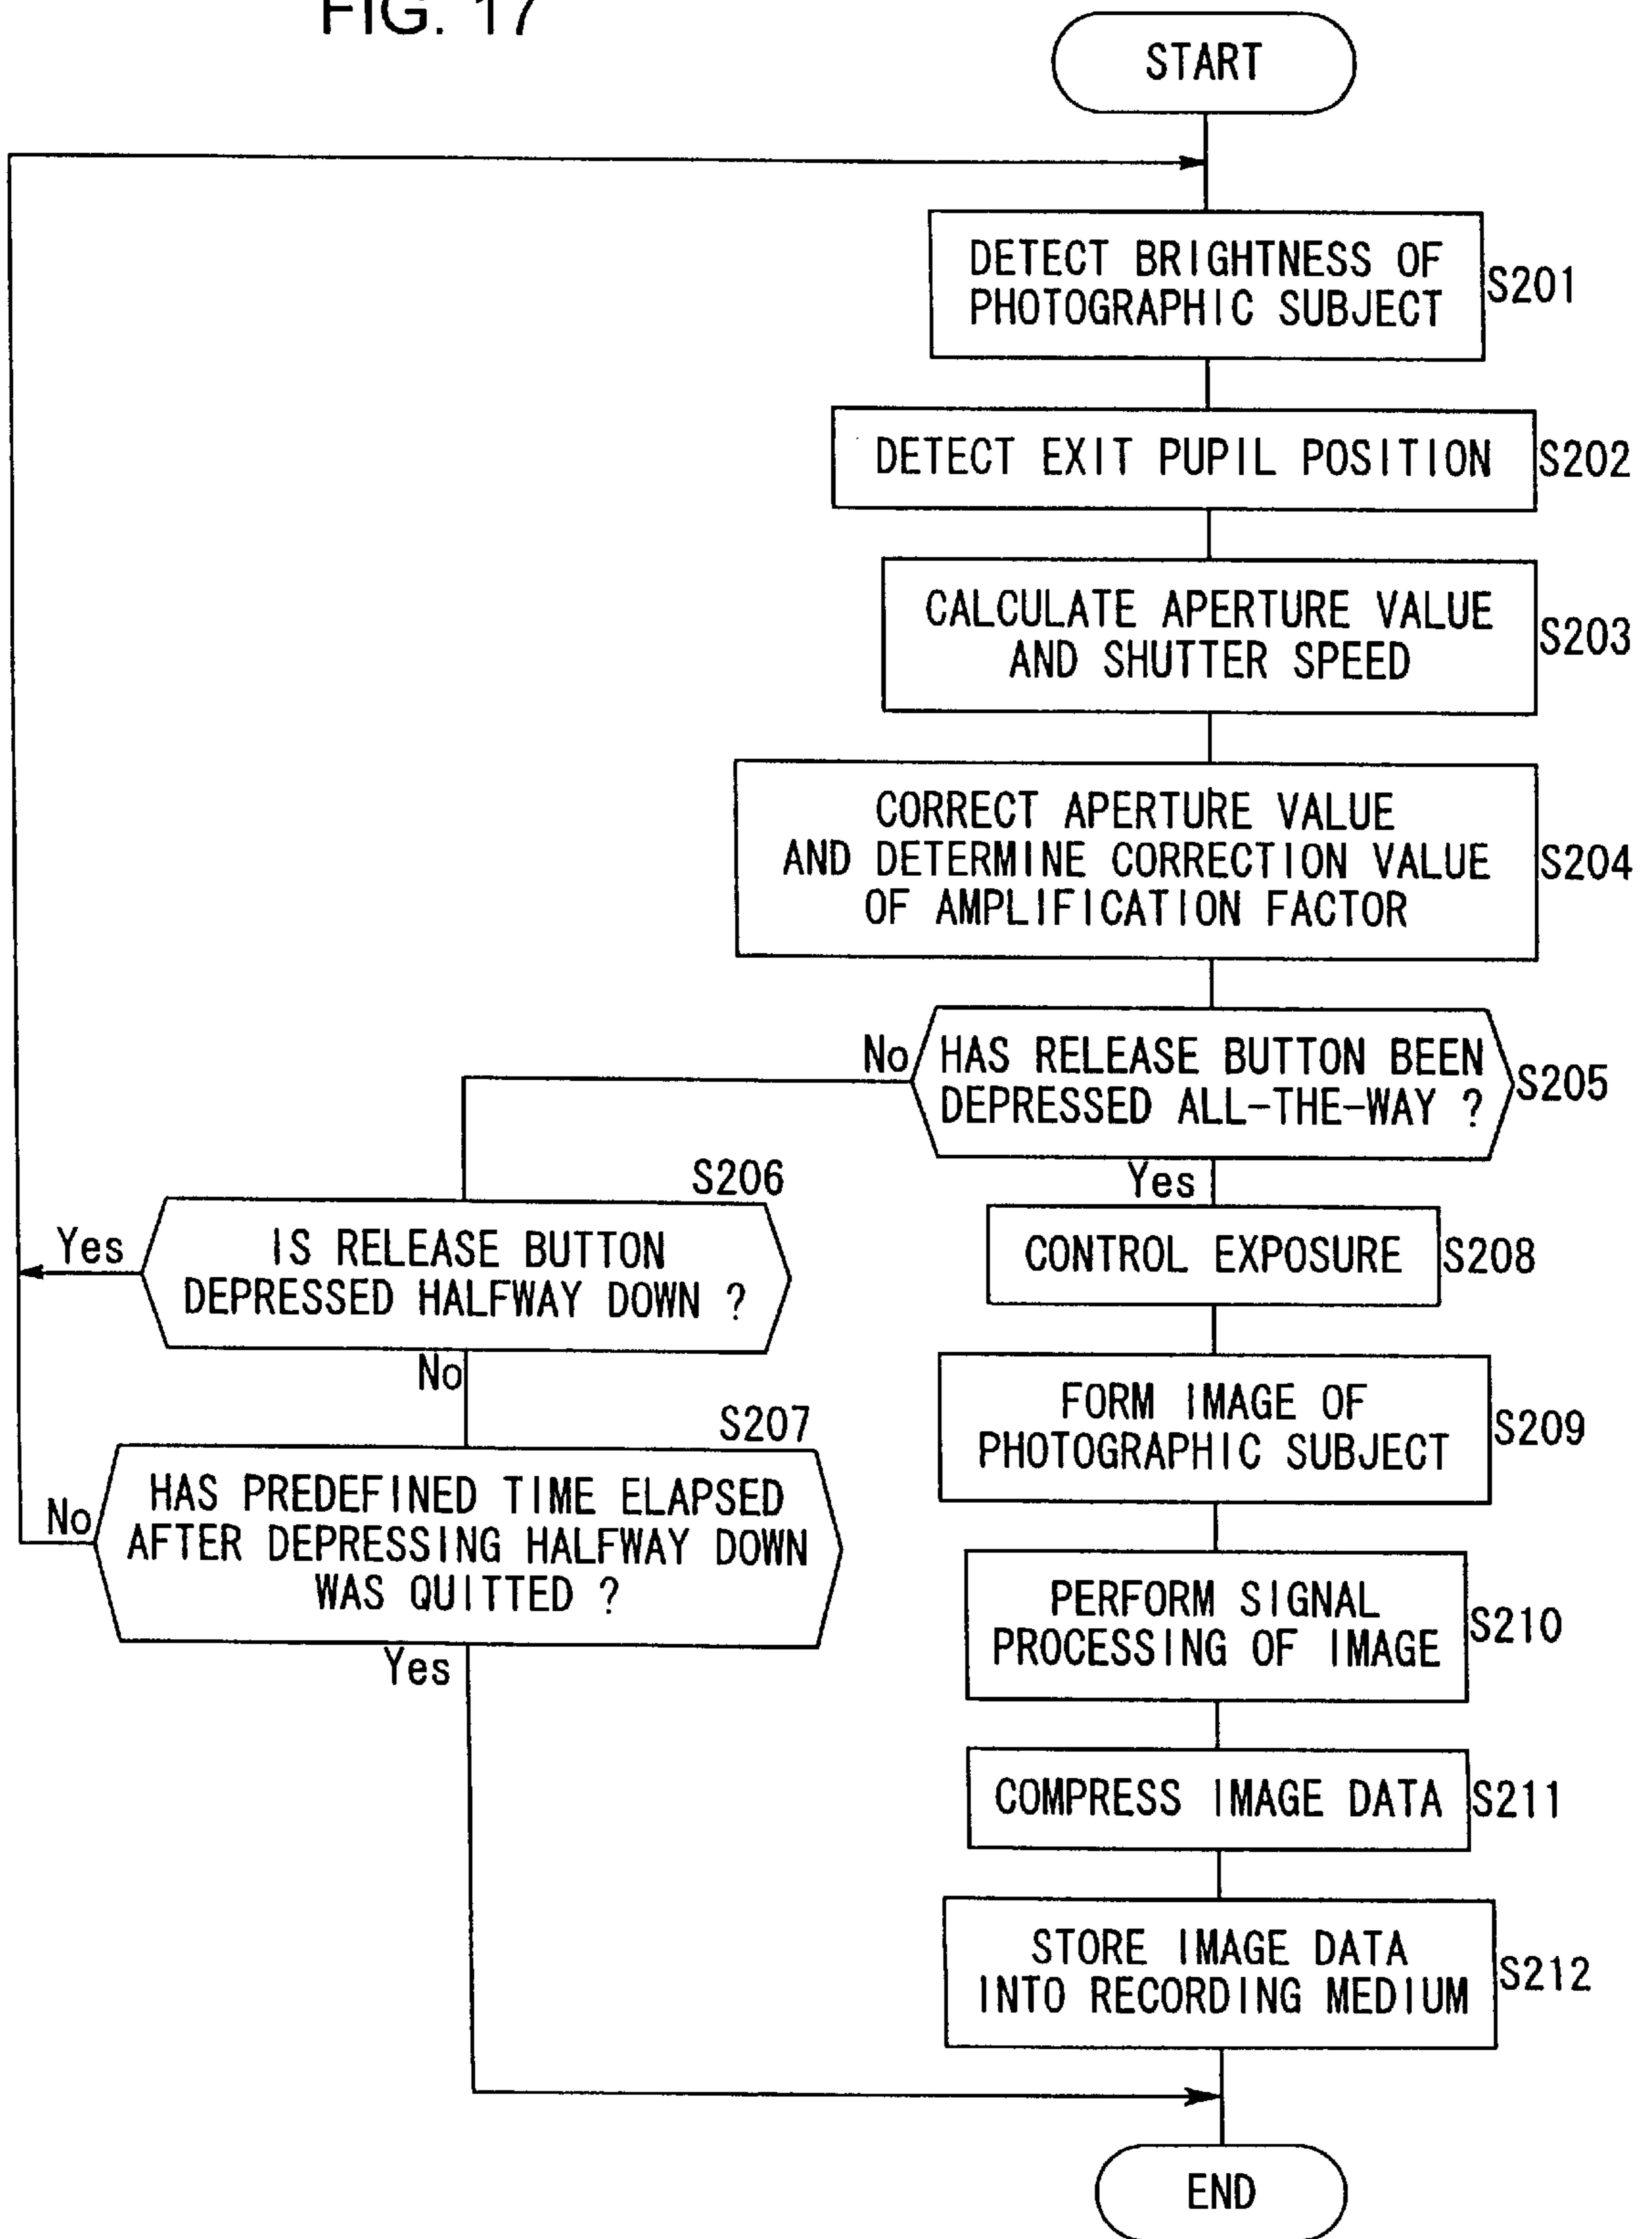 FIG. 17
START
DETECT BRIGHTNESS OF
PHOTOGRAPHIC SUBJECT
S201
DETECT EXIT PUPIL POSITION
S202
CALCULATE APERTURE VALUE
AND SHUTTER SPEED
S203
CORRECT APERTURE VALUE
AND DETERMINE CORRECTION VALUE
OF AMPLIFICATION FACTOR
S204
No
HAS RELEASE BUTTON BEEN
DEPRESSED ALL-THE-WAY ?
S205
Yes
S206
Yes
IS RELEASE BUTTON
DEPRESSED HALFWAY DOWN ?
No
S207
No
HAS PREDEFINED TIME ELAPSED
AFTER DEPRESSING HALFWAY DOWN
WAS QUITTED ?
Yes
CONTROL EXPOSURE
S208
FORM IMAGE OF
PHOTOGRAPHIC SUBJECT
S209
PERFORM SIGNAL
PROCESSING OF IMAGE
S210
COMPRESS IMAGE DATA
S211
STORE IMAGE DATA
INTO RECORDING MEDIUM
S212
END